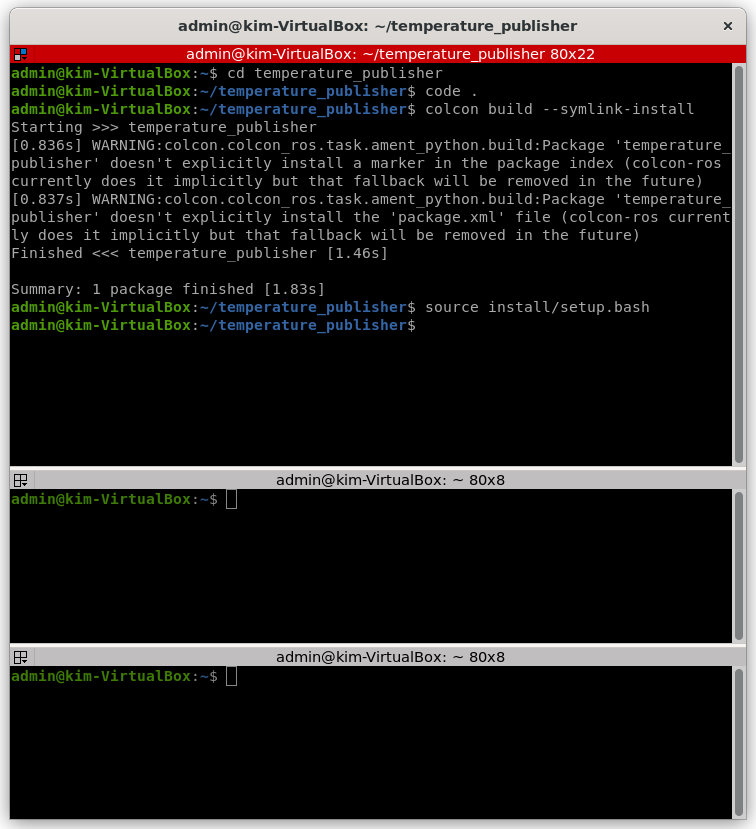 admin@kim-VirtualBox: ~/temperature_publisher
admin@kim-VirtualBox: ~/temperature_publisher 80x22
admin@kim-VirtualBox:~$ cd temperature_publisher
admin@kim-VirtualBox:~/temperature_publisher$ code .
admin@kim-VirtualBox:~/temperature_publisher$ colcon build --symlink-install
Starting >>> temperature_publisher
[0.836s] WARNING:colcon.colcon_ros.task.ament_python.build:Package 'temperature_
publisher' doesn't explicitly install a marker in the package index (colcon-ros
currently does it implicitly but that fallback will be removed in the future)
[0.837s] WARNING:colcon.colcon_ros.task.ament_python.build:Package 'temperature_
publisher' doesn't explicitly install the 'package.xml' file (colcon-ros current
ly does it implicitly but that fallback will be removed in the future)
Finished <<< temperature_publisher [1.46s]
Summary: 1 package finished [1.83s]
admin@kim-VirtualBox:~/temperature_publisher$ source install/setup.bash
admin@kim-VirtualBox:~/temperature_publisher$
admin@kim-VirtualBox: ~ 80x8
admin@kim-VirtualBox:~$
admin@kim-VirtualBox: ~ 80x8
admin@kim-VirtualBox:~$